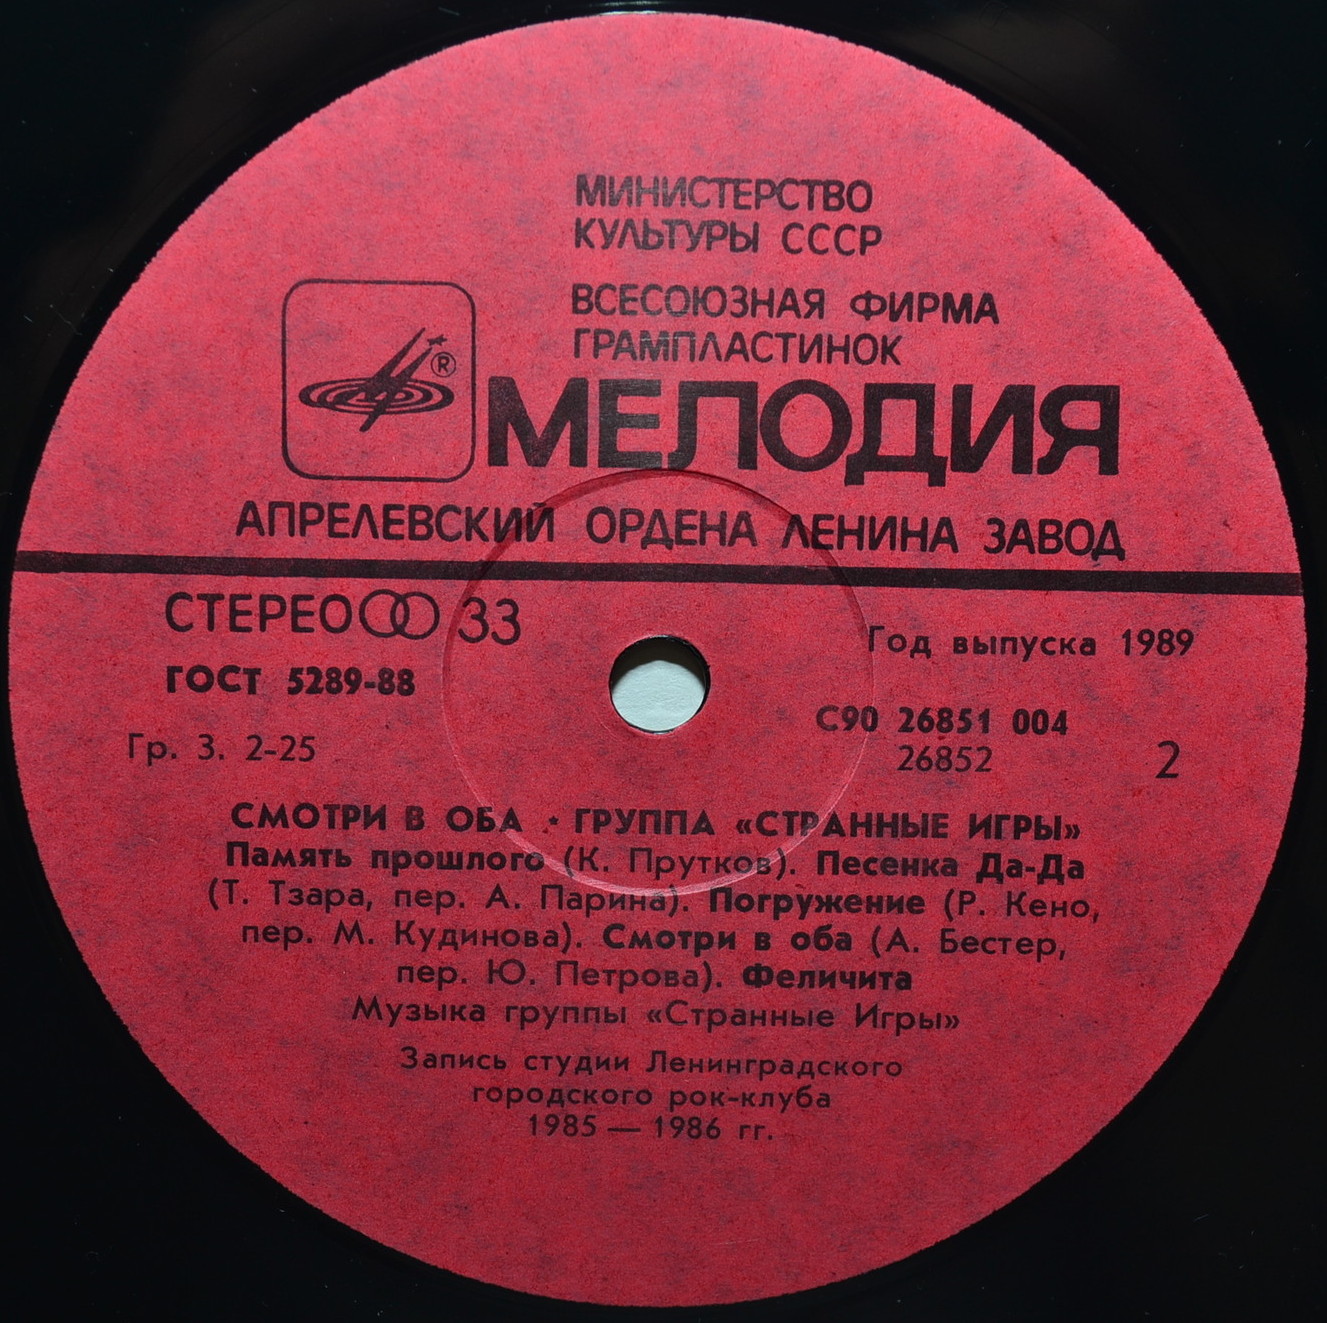 МИНИСТЕРСТВО
КУЛЬТУРЫ СССР
ВСЕСОЮЗНАЯ ФИРМА
ГРАМПЛАСТИНОК
®
МЕЛОДИЯ
АПРЕЛЕВСКИЙ ОРДЕНА ЛЕНИНА ЗАВОД
СТЕРЕО 33
Год выпуска 1989
ГОСТ 5289-88
С90 26851 004
Гр. 3. 2-25
26852
2
СМОТРИ В ОБА * ГРУППА «СТРАННЫЕ ИГРЫ»
Память прошлого (К. Прутков). Песенка Да-Да
(Т. Тзара, пер. А. Парина). Погружение (Р. Кено,
пер. М. Кудинова). Смотри в оба (А. Бестер,
пер. Ю. Петрова). Феличита
Музыка группы «Странные Игры»
Запись студии Ленинградского
городского рок-клуба
1985 — 1986 гг.